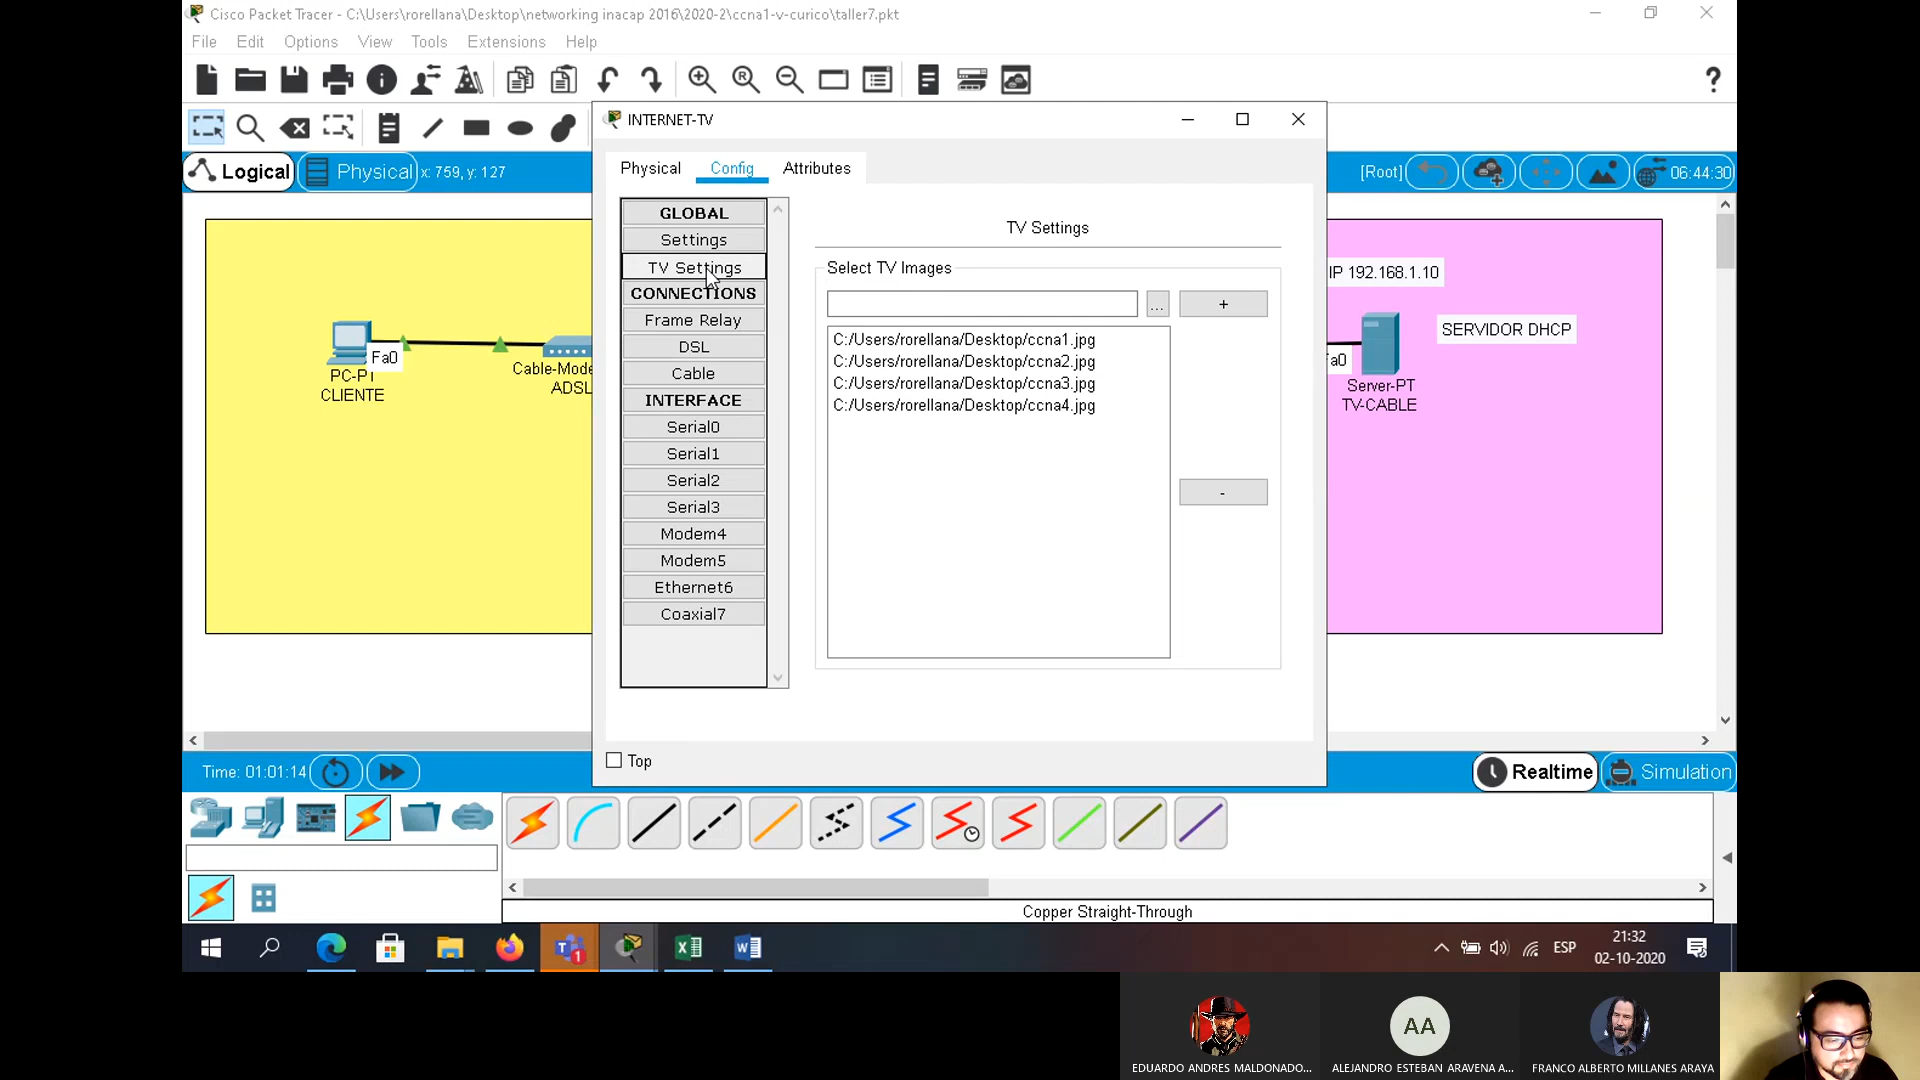 Cisco Packet Tracer - C:\Users\rorellana\Desktop\networking inacap 2016\2020-2\ccna1-v-curico\taller7.pkt
File Edit Options View Tools Extensions Help
INTERNET-TV
Logical
Physical
x: 759, y: 127
[Root]
06:44:30
Physical Config Attributes
GLOBAL
Settings
TV Settings
CONNECTIONS
Frame Relay
DSL
Cable
INTERFACE
Serial0
Serial1
Serial2
Serial3
Modem4
Modem5
Ethernet6
Coaxial7
TV Settings
Select TV Images
...
+
C:/Users/rorellana/Desktop/ccna1.jpg
C:/Users/rorellana/Desktop/ccna2.jpg
C:/Users/rorellana/Desktop/ccna3.jpg
C:/Users/rorellana/Desktop/ccna4.jpg
-
Top
Fa0
CLIENTE
ADSL
IP 192.168.1.10
SERVIDOR DHCP
Server-PT
TV-CABLE
Time: 01:01:14
Realtime
Simulation
Copper Straight-Through
1
ESP
21:32
02-10-2020
AA
EDUARDO ANDRES MALDONADO...
ALEJANDRO ESTEBAN ARAVENA A...
FRANCO ALBERTO MILLANES ARAYA